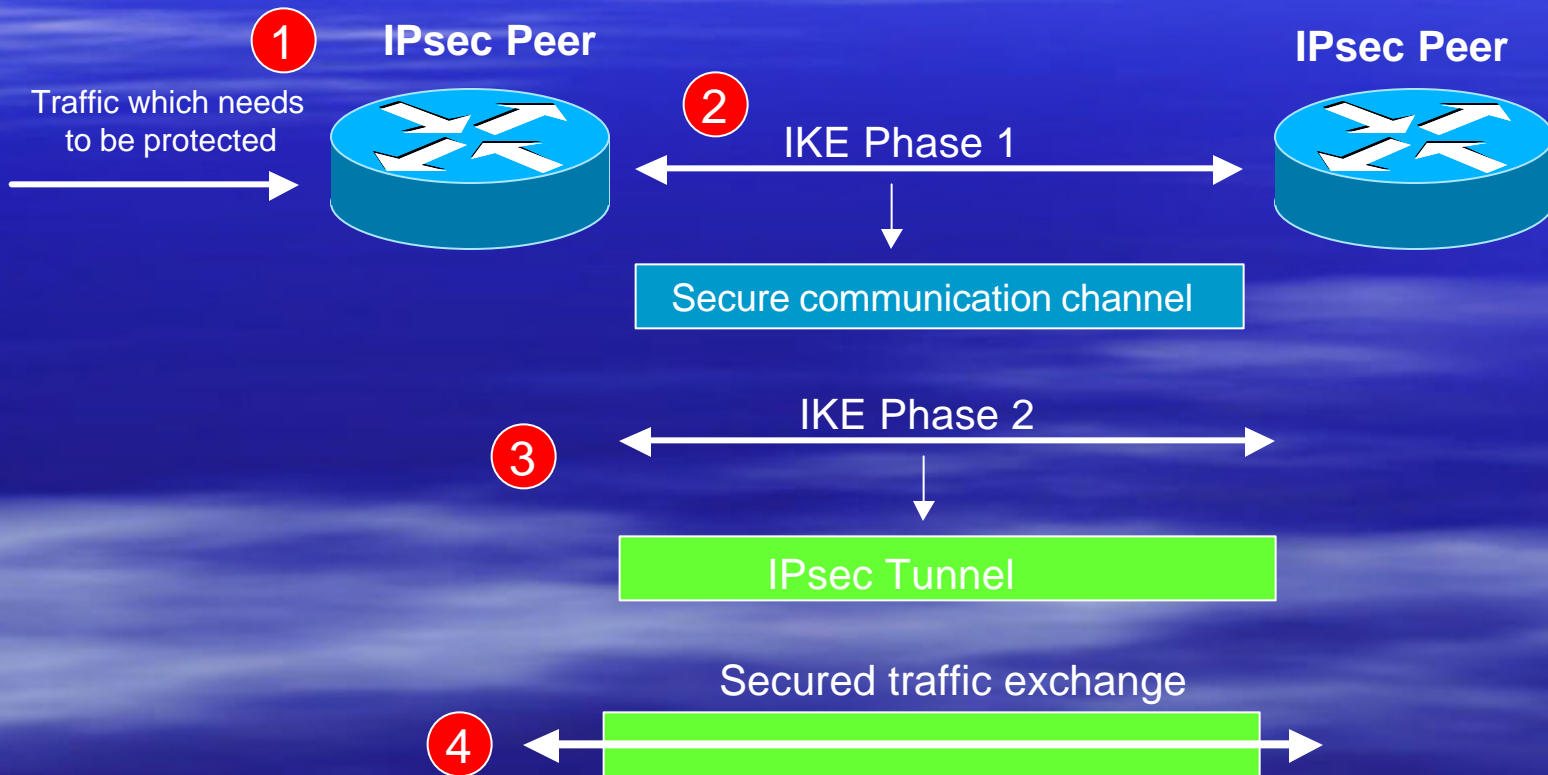 1
IPsec Peer
IPsec Peer
Traffic which needs
to be protected
2
IKE Phase 1
Secure communication channel
IKE Phase 2
3
IPsec Tunnel
Secured traffic exchange
4